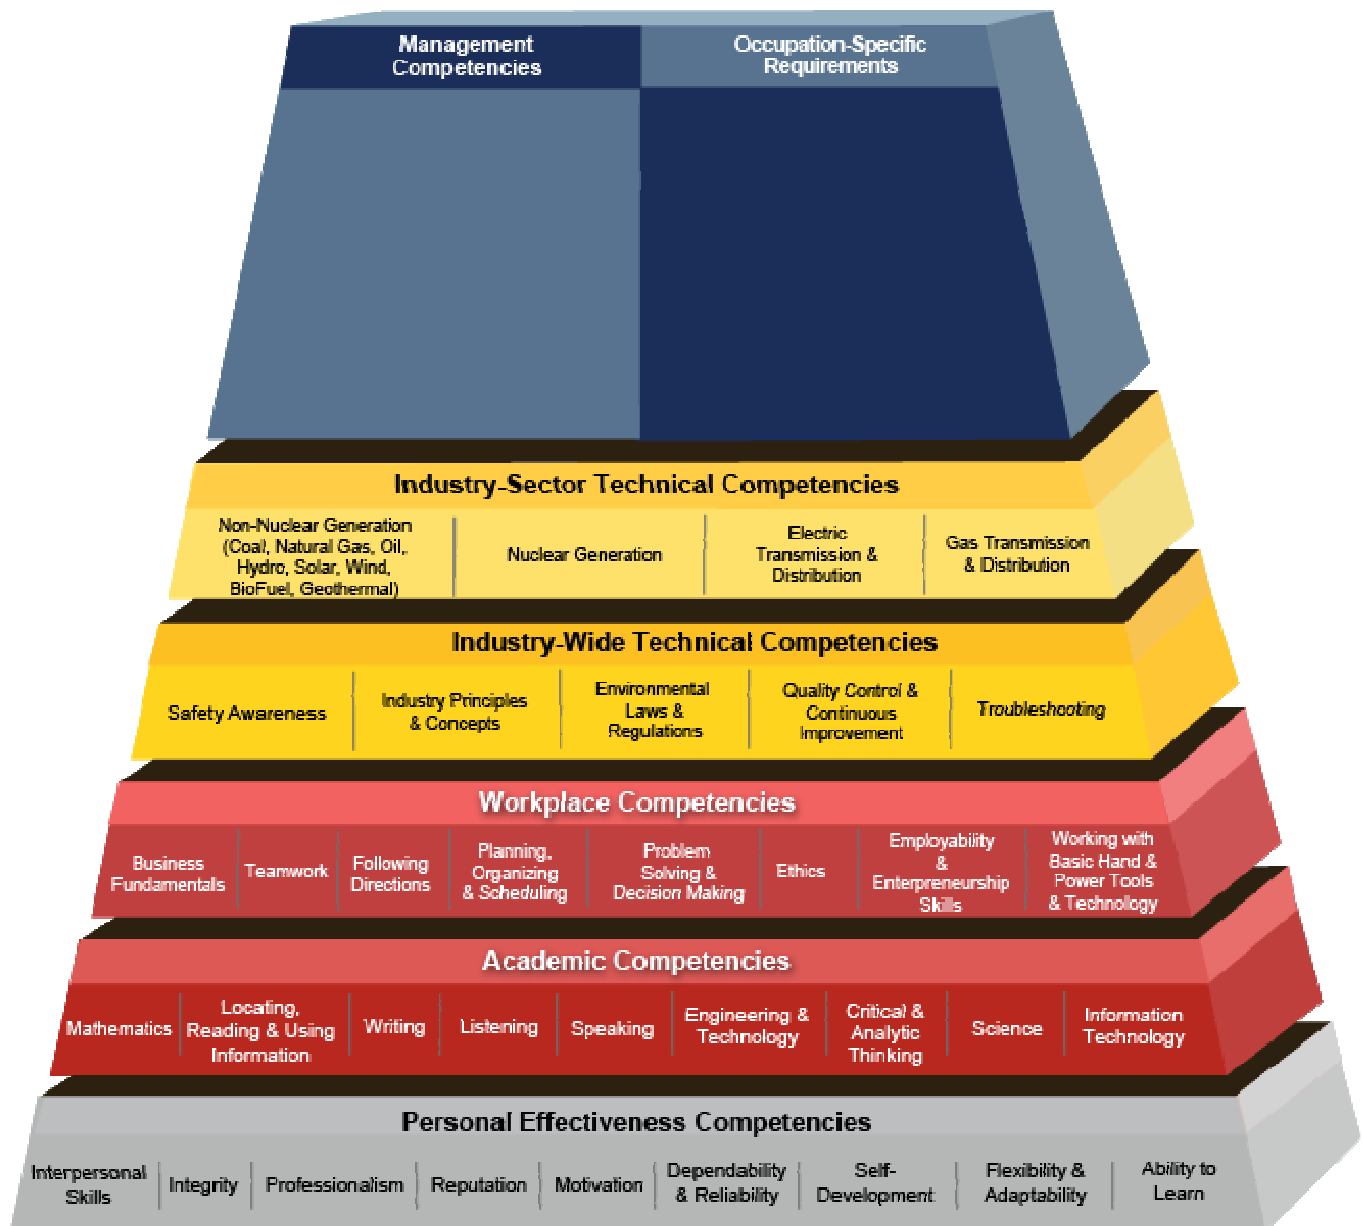 Management
Competencies
Occupation-Specific
Requirements
Industry-Sector Technical Competencies
Non-Nuclear Generation
(Coal, Natural Gas, Oil,
Hydro, Solar, Wind,
BioFuel, Geothermal)
Nuclear Generation
Electric
Transmission &
Distribution
Gas Transmission
& Distribution
Industry-Wide Technical Competencies
Safety Awareness
Industry Principles
& Concepts
Environmental
Laws &
Regulations
Quality Control &
Continuous
Improvement
Troubleshooting
Workplace Competencies
Business
Fundamentals
Teamwork
Following
Directions
Planning,
Organizing
& Scheduling
Problem
Solving &
Decision Making
Ethics
Employability
&
Enterpreneurship
Skills
Working with
Basic Hand &
Power Tools
& Technology
Academic Competencies
Mathematics
Locating,
Reading & Using
Information
Writing
Listening
Speaking
Engineering &
Technology
Critical &
Analytic
Thinking
Science
Information
Technology
Personal Effectiveness Competencies
Interpersonal
Skills
Integrity
Professionalism
Reputation
Motivation
Dependability
& Reliability
Self-
Development
Flexibility &
Adaptability
Ability to
Learn